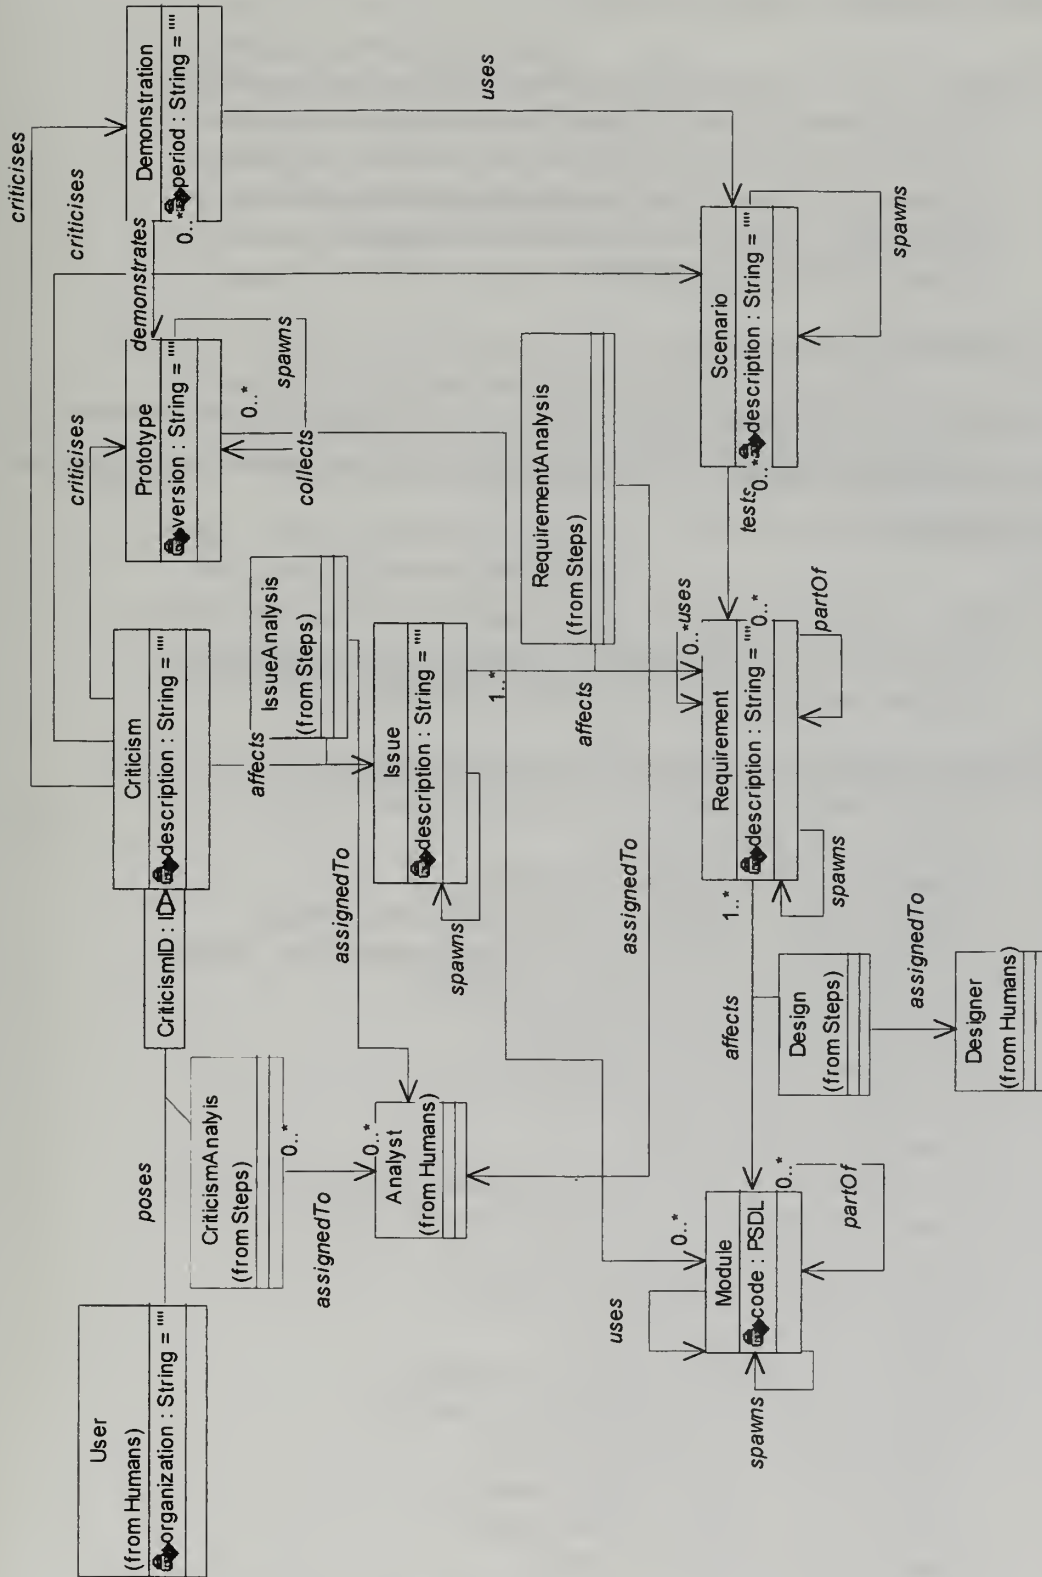 User
(from Humans)
organization : String = ""
poses
CriticismAnalyis
(from Steps)
0..*
assignedTo
0..*
Analyst
(from Humans)
CriticismID : ID
Criticism
description : String = ""
criticises
criticises
criticises
affects
IssueAnalysis
(from Steps)
assignedTo
Issue
description : String = ""
spawns
1..*
Prototype
version : String = ""
0..*
spawns
collects
demonstrates
Demonstration
period : String = ""
0..*
uses
RequirementAnalysis
(from Steps)
assignedTo
affects
0..*
uses
Module
code : PSDL
0..*
0..*
uses
spawns
partOf
affects
1..*
Requirement
description : String = ""
0..*
spawns
partOf
tests
0..*
Scenario
description : String = ""
spawns
Design
(from Steps)
assignedTo
Designer
(from Humans)